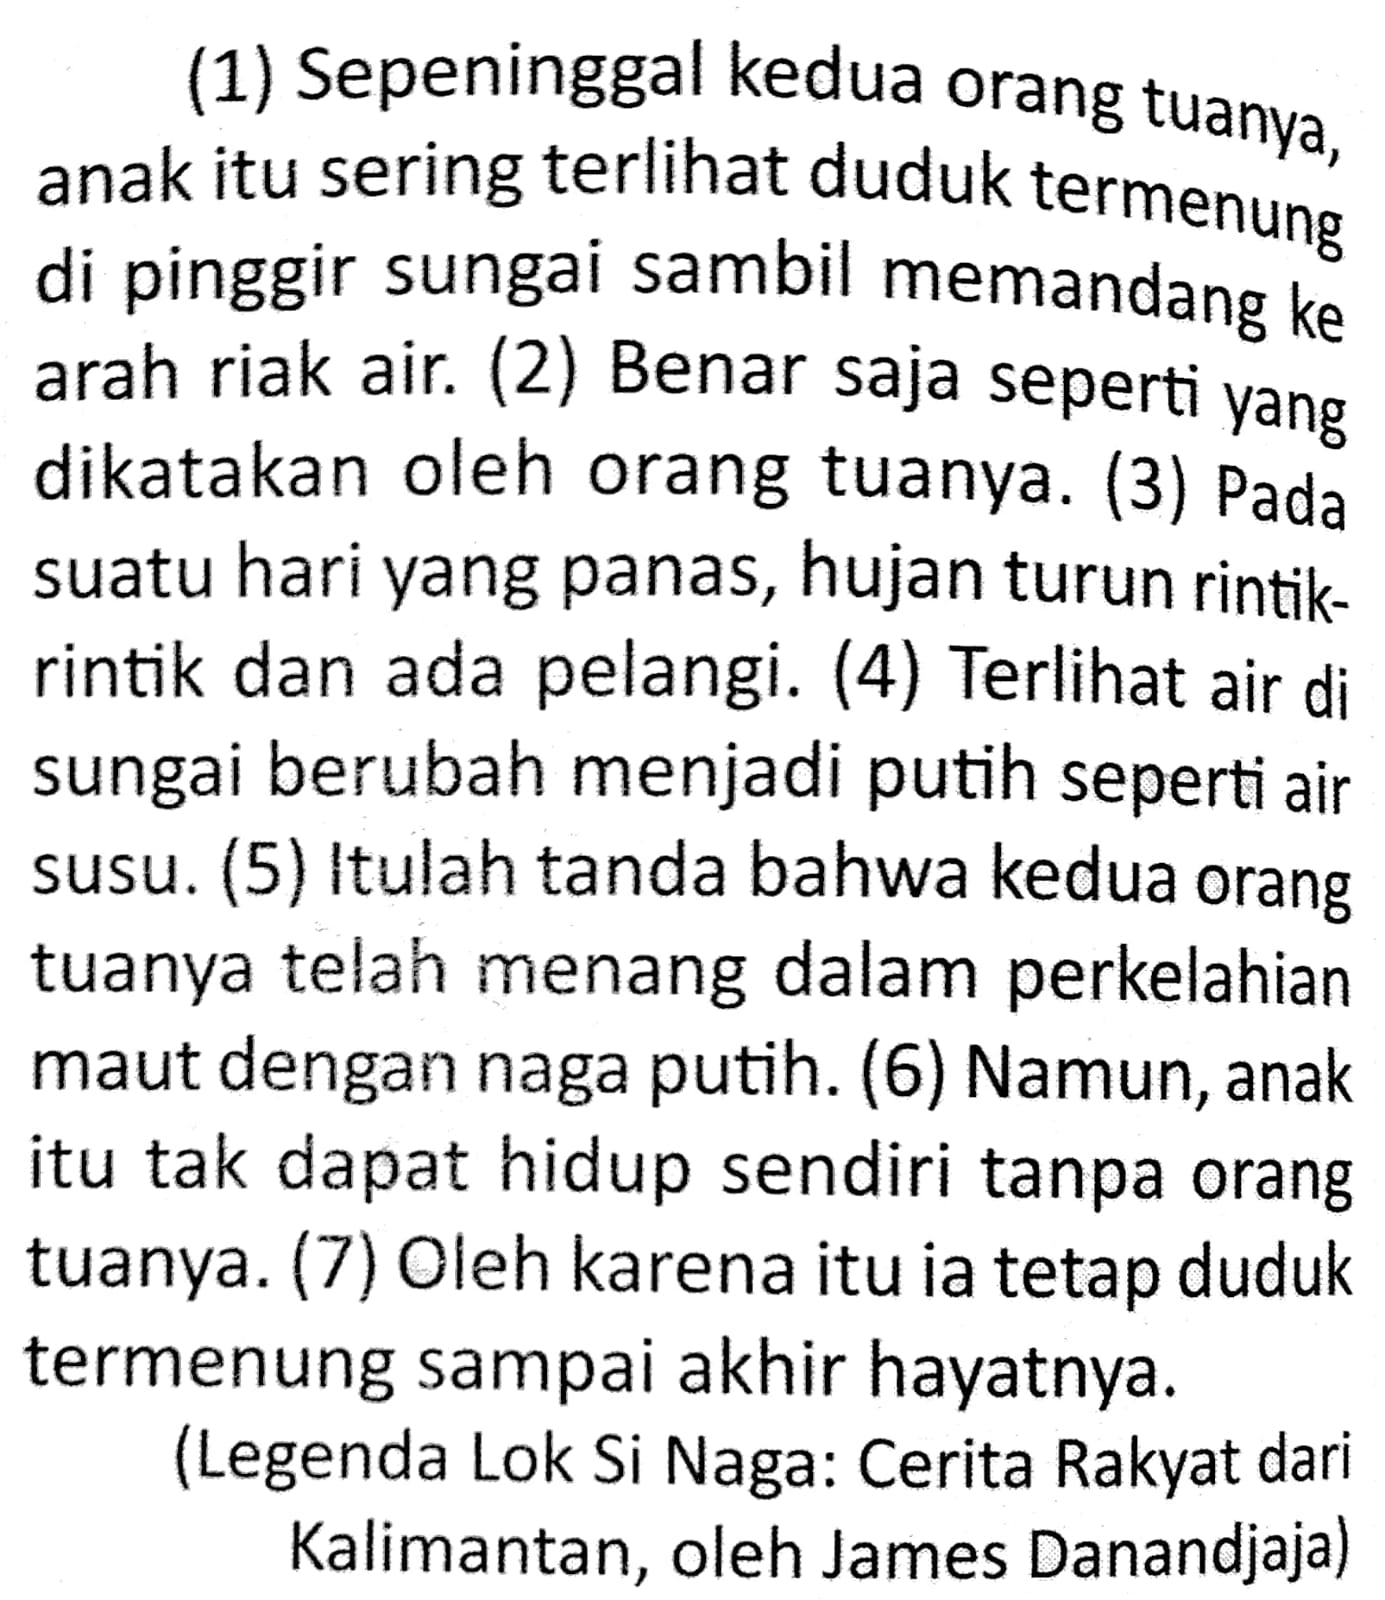 (1) Sepeninggal kedua orang tuanya,
anak itu sering terlihat duduk termenung
di pinggir sungai sambil memandang ke
arah riak air. (2) Benar saja seperti yang
dikatakan oleh orang tuanya. (3) Pada
suatu hari yang panas, hujan turun rintik-
rintik dan ada pelangi. (4) Terlihat air di
sungai berubah menjadi putih seperti air
susu. (5) Itulah tanda bahwa kedua orang
tuanya telah menang dalam perkelahian
maut dengan naga putih. (6) Namun, anak
itu tak dapat hidup sendiri tanpa orang
tuanya. (7) Oleh karena itu ia tetap duduk
termenung sampai akhir hayatnya.
(Legenda Lok Si Naga: Cerita Rakyat dari
Kalimantan, oleh James Danandjaja)